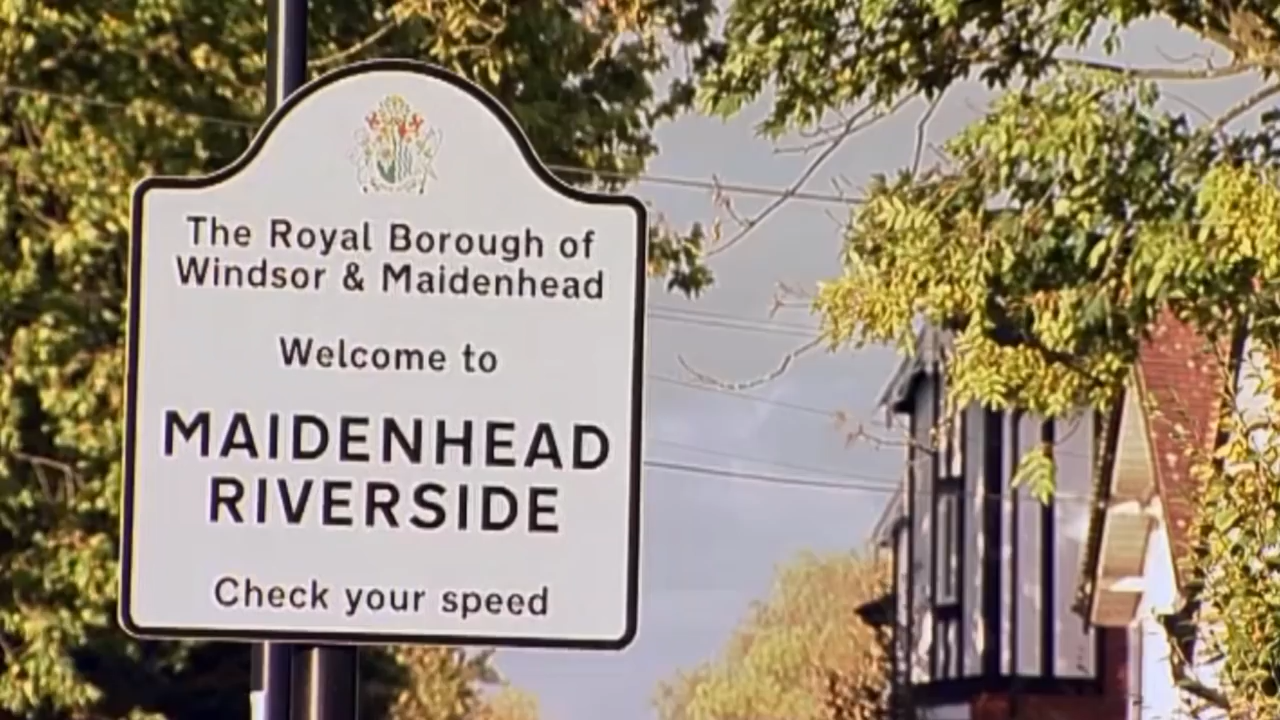 The Royal Borough of
Windsor & Maidenhead
Welcome to
MAIDENHEAD
RIVERSIDE
Check your speed